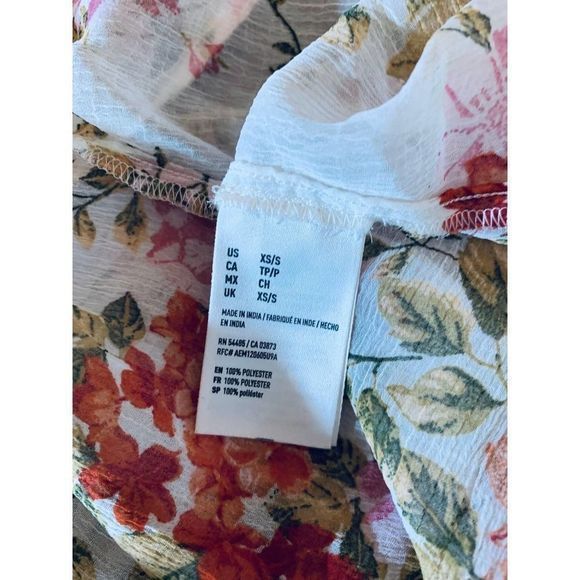 US XS/S
CA TP/P
MX CH
UK XS/S
MADE IN INDIA / FABRIQUÉ EN INDE / HECHO
EN INDIA
RN 54485 / CA 03873
RFC# AEM120605U9A
EN 100% POLYESTER
FR 100% POLYESTER
SP 100% poliéster